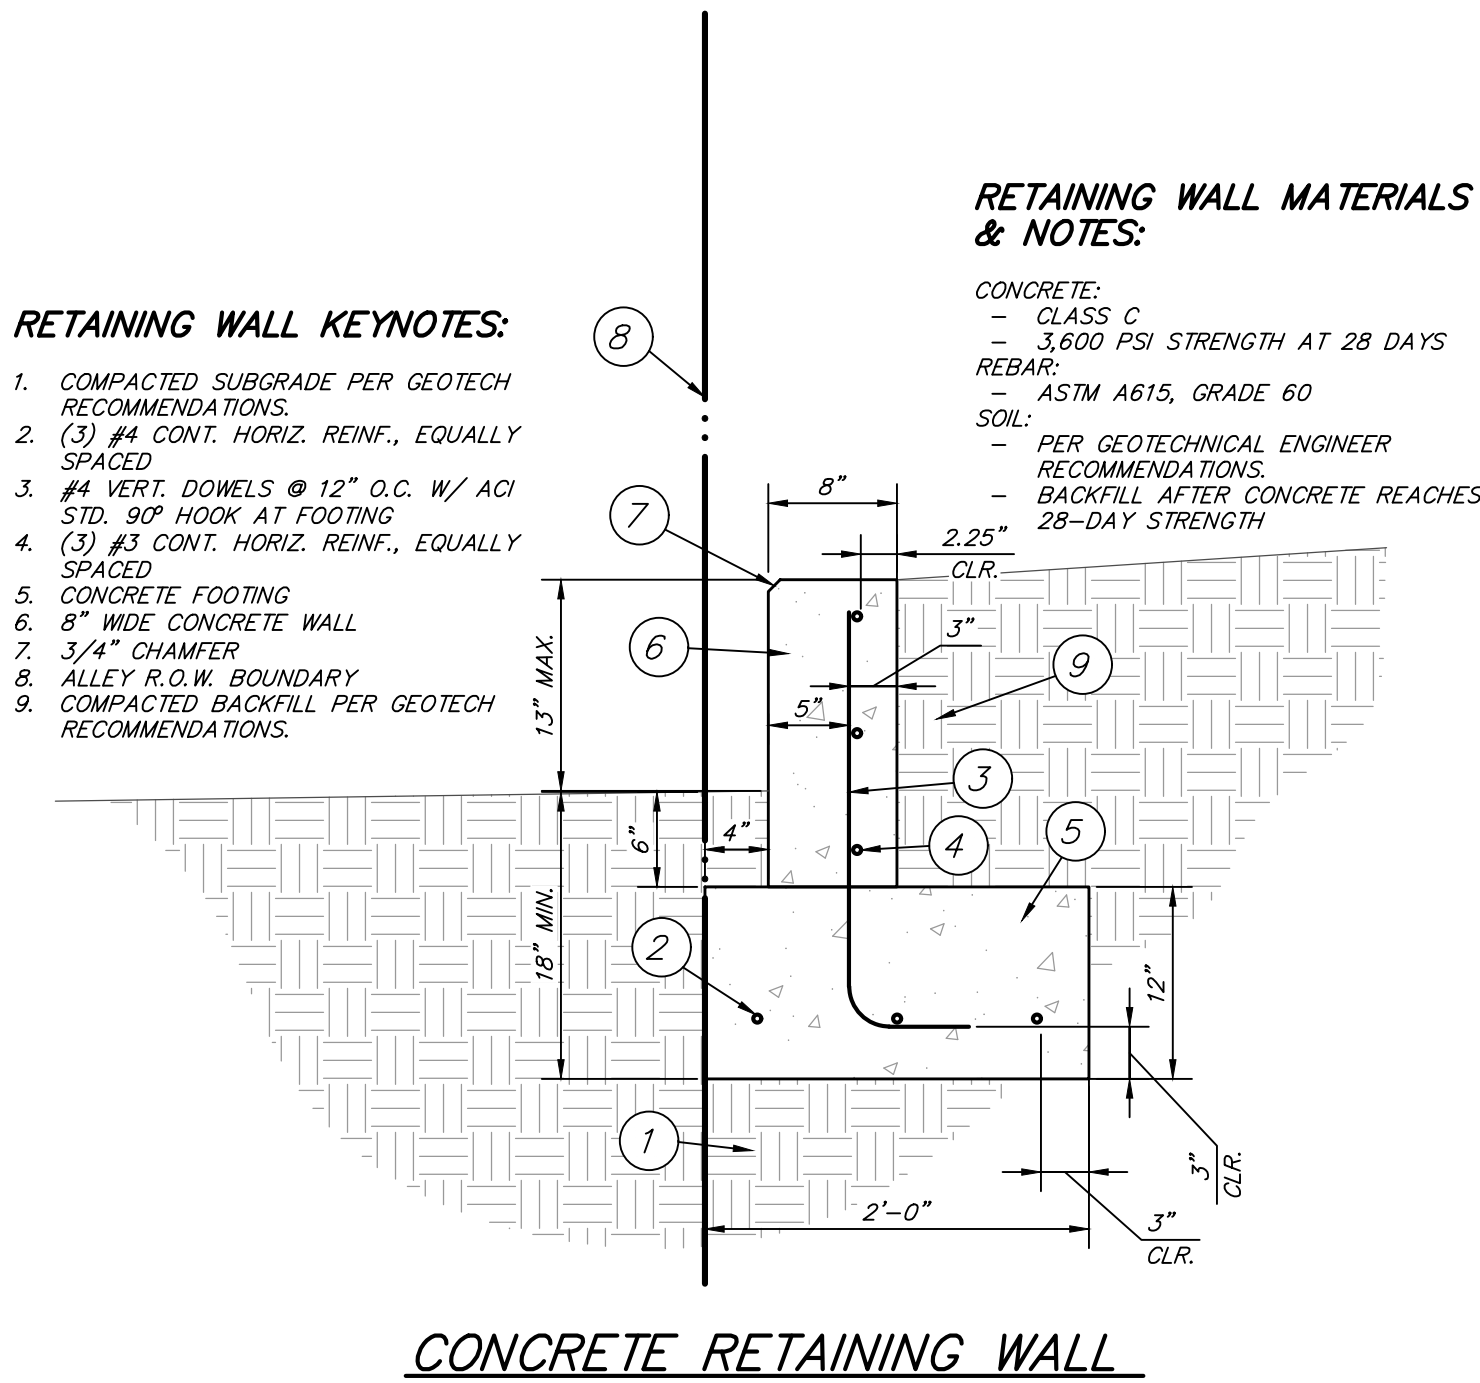 RETAINING WALL KEYNOTES:
1. COMPACTED SUBGRADE PER GEOTECH
RECOMMENDATIONS.
2. (3) #4 CONT. HORIZ. REINF., EQUALLY
SPACED
3. #4 VERT. DOWELS @ 12" O.C. W/ ACI
STD. 90° HOOK AT FOOTING
4. (3) #3 CONT. HORIZ. REINF., EQUALLY
SPACED
5. CONCRETE FOOTING
6. 8" WIDE CONCRETE WALL
7. 3/4" CHAMFER
8. ALLEY R.O.W. BOUNDARY
9. COMPACTED BACKFILL PER GEOTECH
RECOMMENDATIONS.
RETAINING WALL MATERIALS
& NOTES:
CONCRETE:
- CLASS C
- 3,600 PSI STRENGTH AT 28 DAYS
REBAR:
- ASTM A615, GRADE 60
SOIL:
- PER GEOTECHNICAL ENGINEER
RECOMMENDATIONS.
- BACKFILL AFTER CONCRETE REACHES
28-DAY STRENGTH
8
7
8"
2.25"
CLR.
6
3"
9
13" MAX.
5"
3
5
6"
4"
4
18" MIN.
2
12"
1
3"
CLR.
2'-0"
3"
CLR.
CONCRETE RETAINING WALL